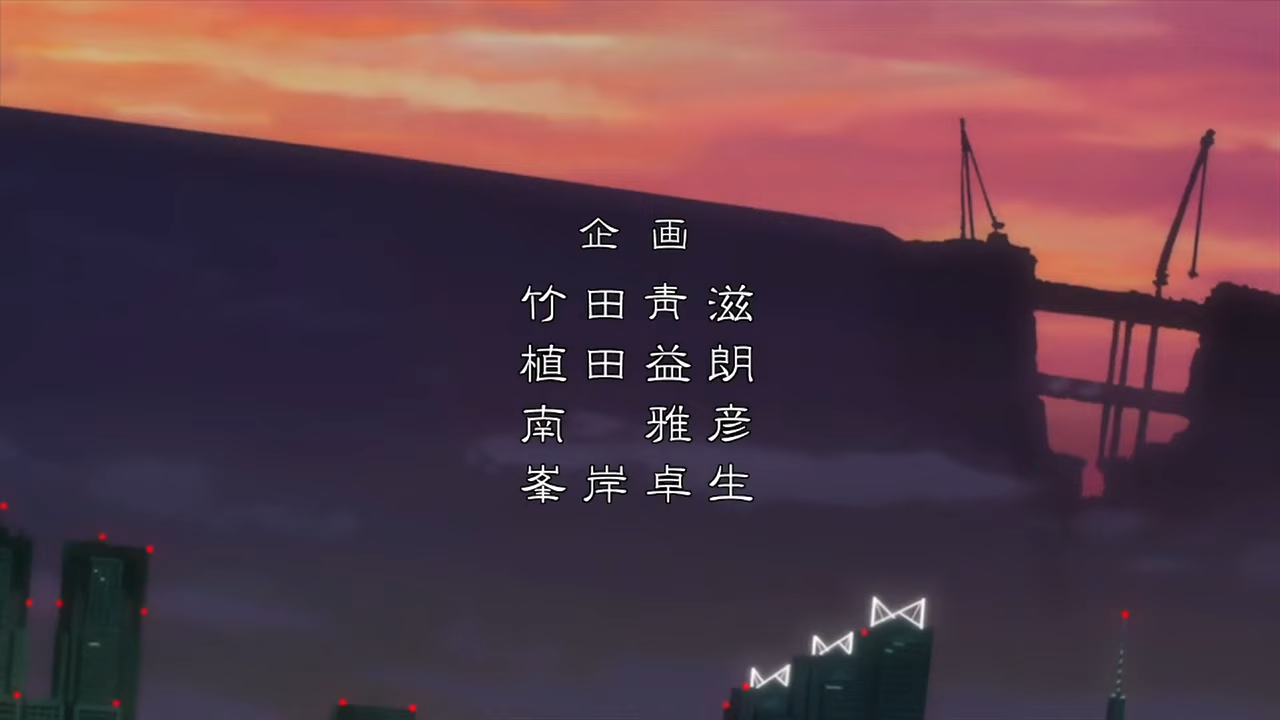 企 画
竹田青滋
植田益朗
南　雅彦
峯岸卓生